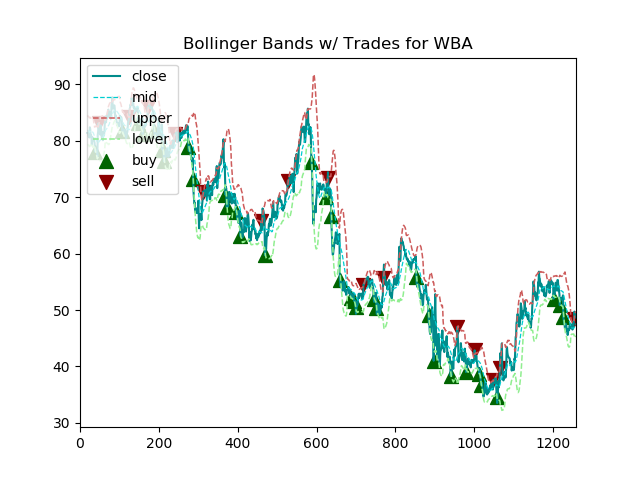 Bollinger Bands w/ Trades for WBA
close
mid
upper
lower
buy
sell
90
80
70
60
50
40
30
0 200 400 600 800 1000 1200